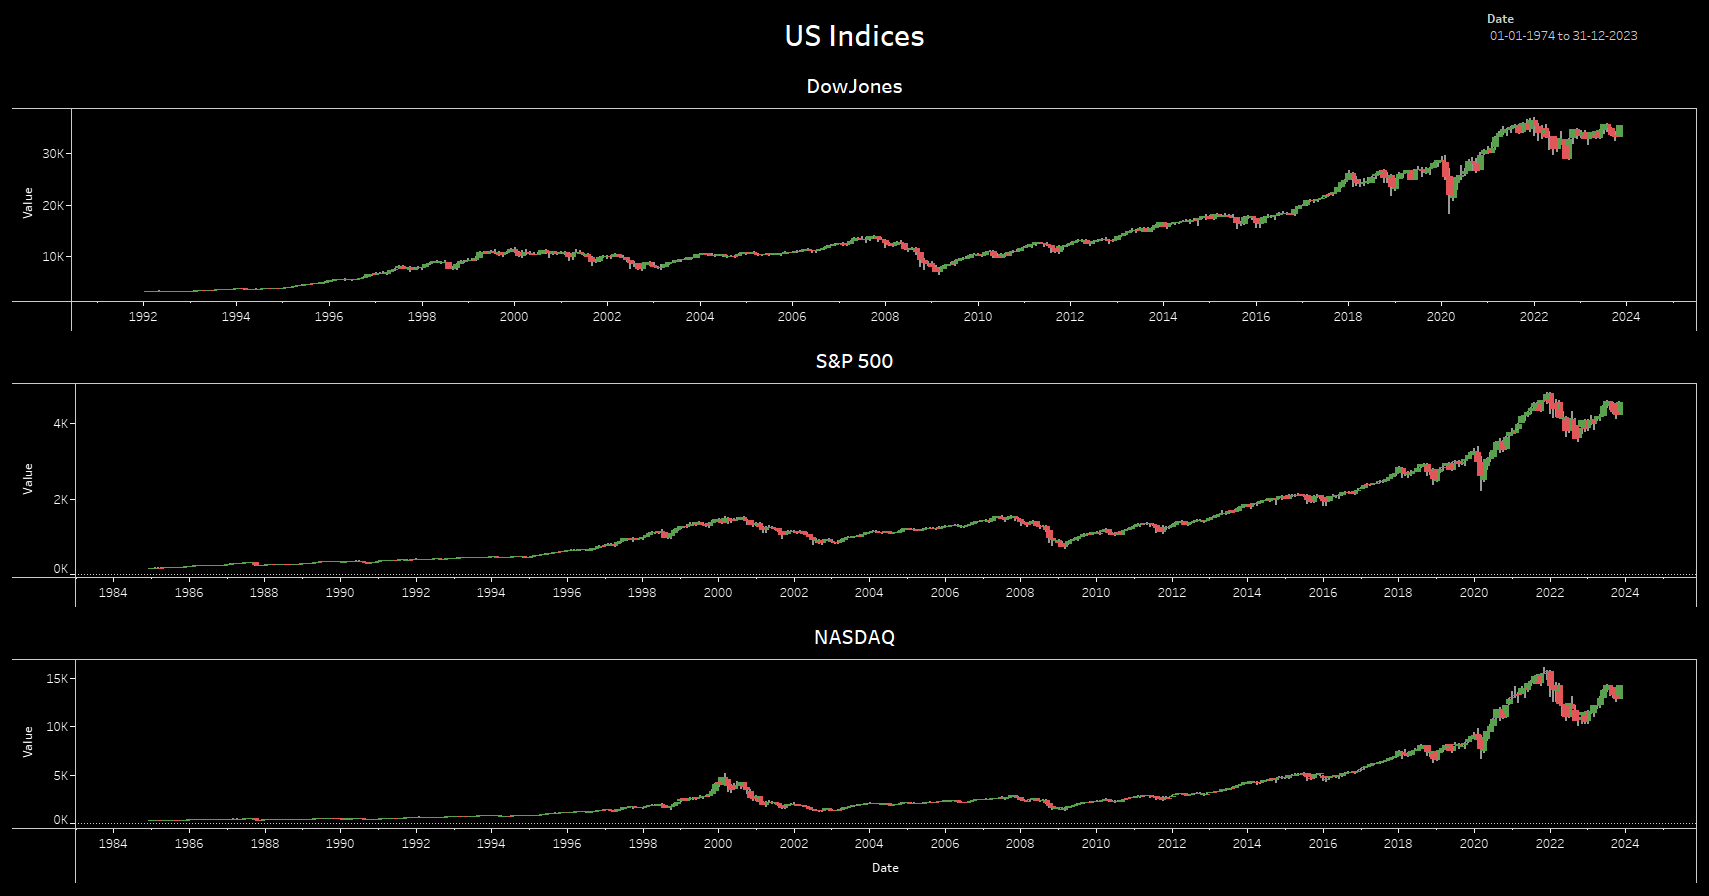 US Indices
Date
01-01-1974 to 31-12-2023
DowJones
Value
30K
20K
10K
1992 1994 1996 1998 2000 2002 2004 2006 2008 2010 2012 2014 2016 2018 2020 2022 2024
S&P 500
Value
4K
2K
0K
1984 1986 1988 1990 1992 1994 1996 1998 2000 2002 2004 2006 2008 2010 2012 2014 2016 2018 2020 2022 2024
NASDAQ
Value
15K
10K
5K
0K
1984 1986 1988 1990 1992 1994 1996 1998 2000 2002 2004 2006 2008 2010 2012 2014 2016 2018 2020 2022 2024
Date